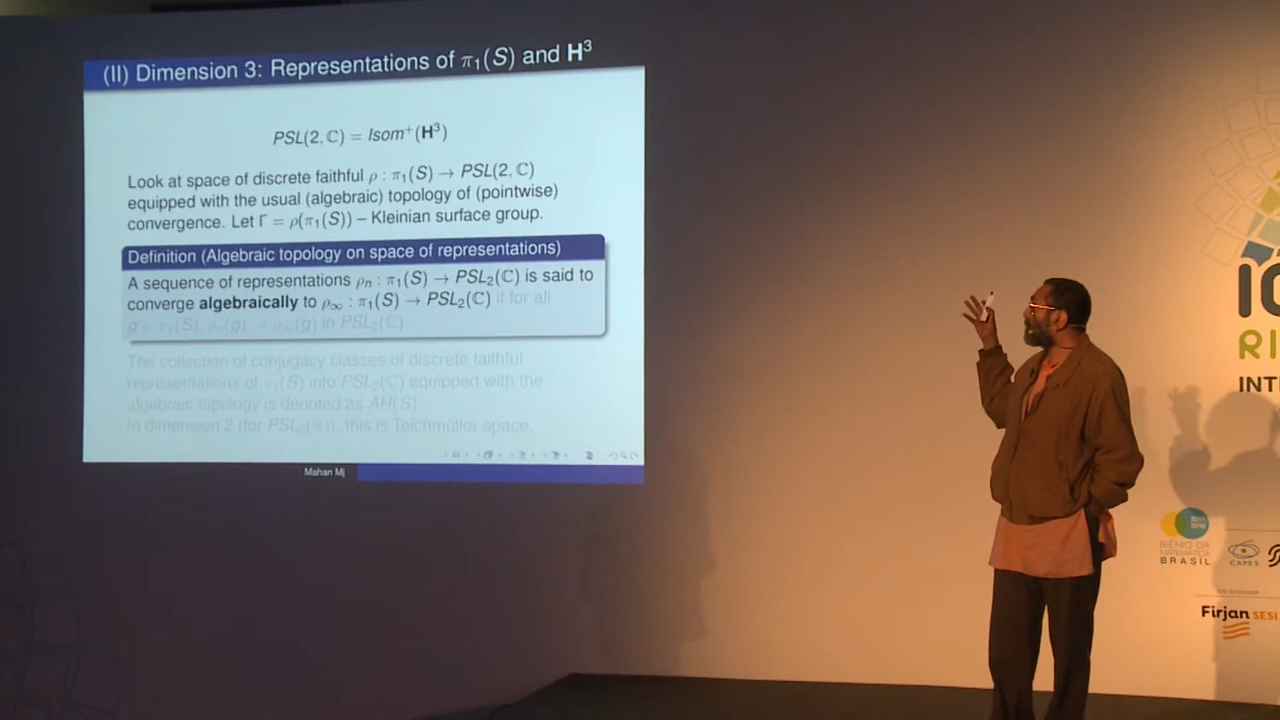 (II) Dimension 3: Representations of π₁(S) and H³
PSL(2, ℂ) = Isom⁺(H³)
Look at space of discrete faithful ρ : π₁(S) → PSL(2, ℂ)
equipped with the usual (algebraic) topology of (pointwise)
convergence. Let Γ = ρ(π₁(S)) – Kleinian surface group.
Definition (Algebraic topology on space of representations)
A sequence of representations ρₙ : π₁(S) → PSL₂(ℂ) is said to
converge algebraically to ρ∞ : π₁(S) → PSL₂(ℂ) if for all
g ∈ π₁(S), ρₙ(g) → ρ∞(g) in PSL₂(ℂ).
The collection of conjugacy classes of discrete faithful
representations of π₁(S) into PSL₂(ℂ) equipped with the
algebraic topology is denoted as AH(S)
In dimension 2 (for PSL₂(ℝ)), this is Teichmüller space.
Mahan Mj
RI
INT
BIÊNIO DA
MATEMÁTICA
BRASIL
CAPES
Firjan SESI